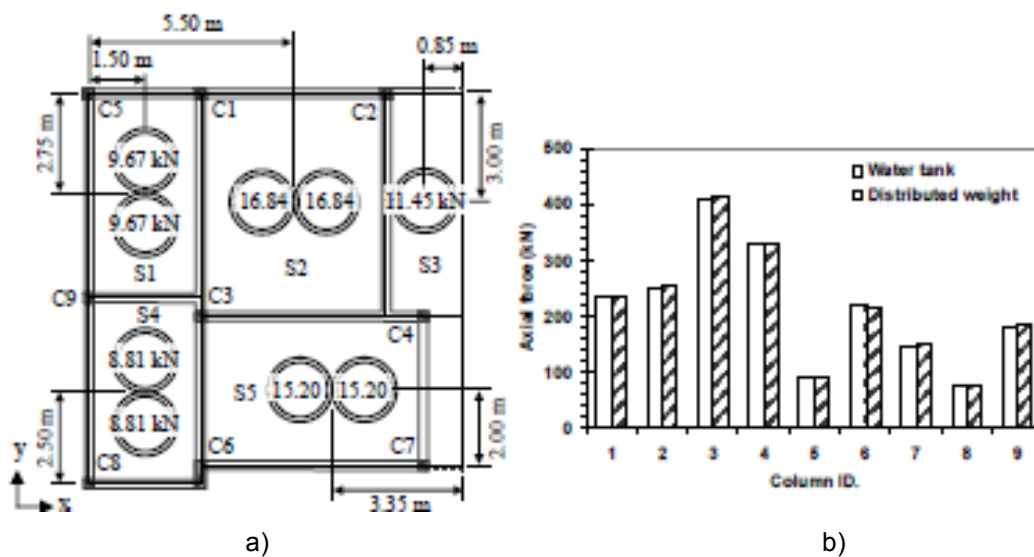 5.50 m
0.85 m
1.50 m
C5
C1
C2
2.75 m
3.00 m
9.67 kN
9.67 kN
16.84
16.84
11.45 kN
S1
S2
S3
C9
C3
S4
C4
8.81 kN
8.81 kN
S5
15.20
15.20
2.50 m
2.00 m
C8
C6
C7
y
x
3.35 m
a)
Axial force (kN)
500
400
300
200
100
0
Water tank
Distributed weight
1 2 3 4 5 6 7 8 9
Column ID.
b)